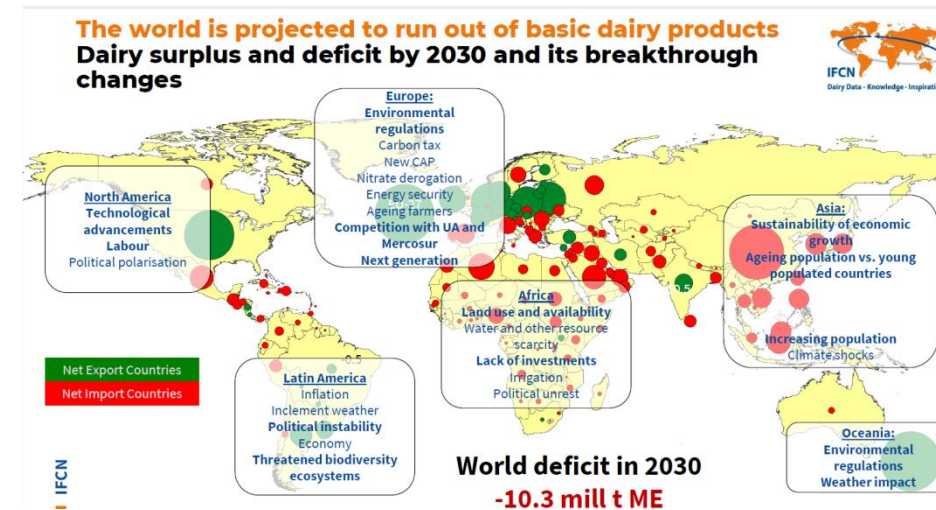 The world is projected to run out of basic dairy products
Dairy surplus and deficit by 2030 and its breakthrough
changes
IFCN
Dairy Data - Knowledge - Inspiration
Europe:
Environmental
regulations
Carbon tax
New CAP
Nitrate derogation
Energy security
Ageing farmers
Competition with UA and
Mercosur
Next generation
North America
Technological
advancements
Labour
Political polarisation
Asia:
Sustainability of economic
growth
Ageing population vs. young
populated countries
Increasing population
Climate shocks
Africa
Land use and availability
Water and other resource
scarcity
Lack of investments
Irrigation
Political unrest
-0.5
Net Export Countries
Net Import Countries
Latin America
Inflation
Inclement weather
Political instability
Economy
Threatened biodiversity
ecosystems
Oceania:
Environmental
regulations
Weather impact
World deficit in 2030
-10.3 mill t ME
IFCN